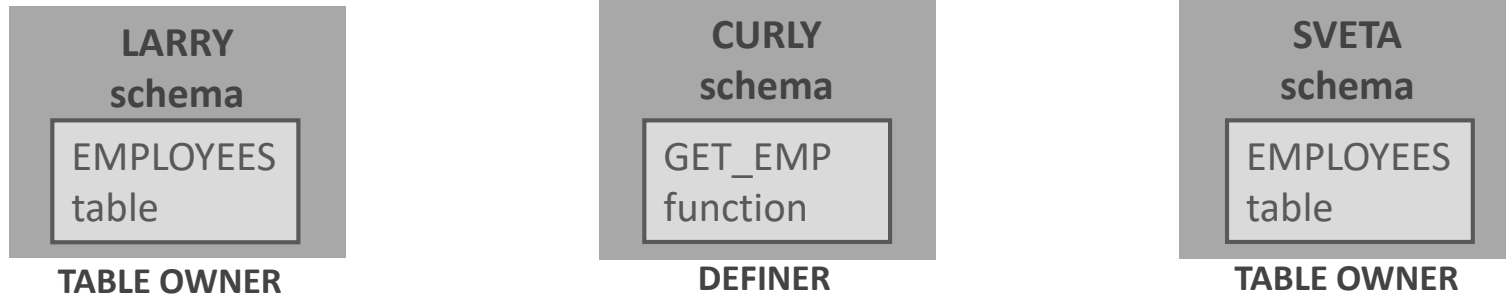 LARRY
schema
EMPLOYEES
table
TABLE OWNER
CURLY
schema
GET_EMP
function
DEFINER
SVETA
schema
EMPLOYEES
table
TABLE OWNER